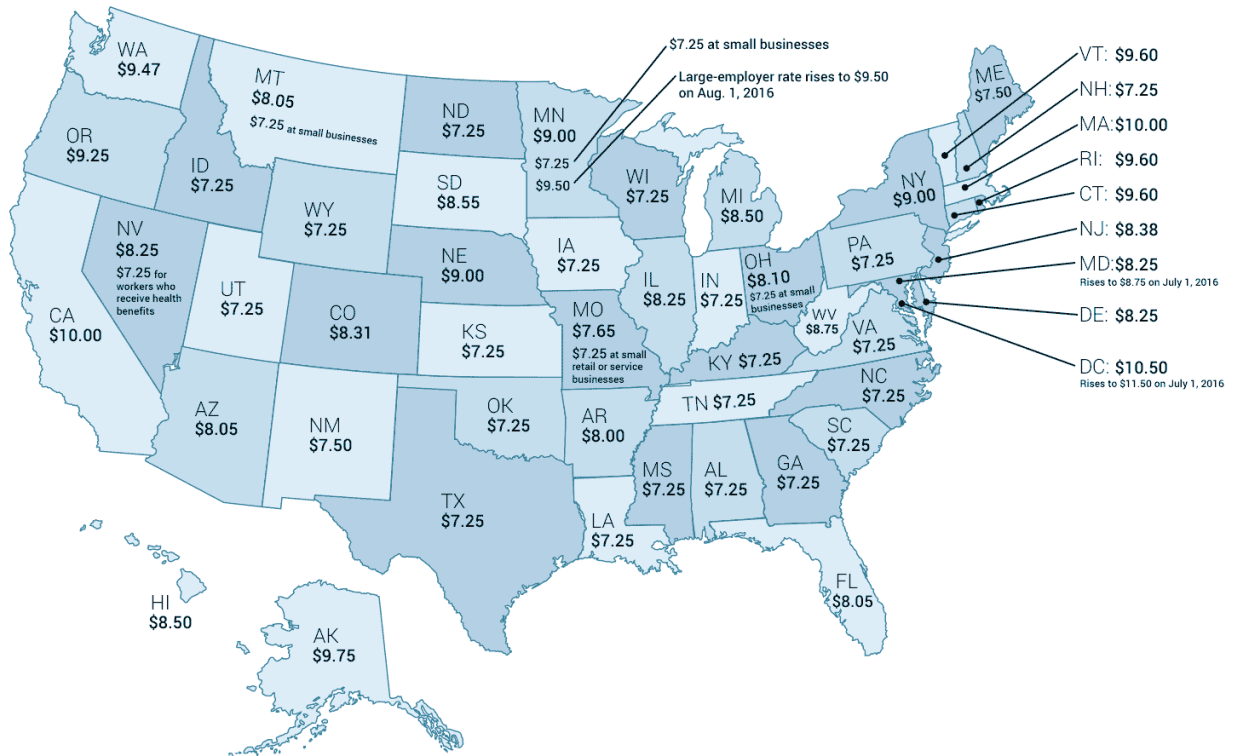 WA
$9.47
MT
$8.05
$7.25 at small businesses
ND
$7.25
MN
$9.00
$7.25
$9.50
$7.25 at small businesses
Large-employer rate rises to $9.50
on Aug. 1, 2016
OR
$9.25
ID
$7.25
WY
$7.25
SD
$8.55
WI
$7.25
MI
$8.50
NY
$9.00
ME
$7.50
VT: $9.60
NH: $7.25
MA: $10.00
RI: $9.60
CT: $9.60
NJ: $8.38
MD: $8.25
Rises to $8.75 on July 1, 2016
DE: $8.25
DC: $10.50
Rises to $11.50 on July 1, 2016
NV
$8.25
$7.25 for
workers who
receive health
benefits
UT
$7.25
CO
$8.31
NE
$9.00
IA
$7.25
IL
$8.25
IN
$7.25
OH
$8.10
$7.25 at small
businesses
PA
$7.25
CA
$10.00
KS
$7.25
MO
$7.65
$7.25 at small
retail or service
businesses
KY $7.25
WV
$8.75
VA
$7.25
AZ
$8.05
NM
$7.50
OK
$7.25
AR
$8.00
TN $7.25
NC
$7.25
SC
$7.25
TX
$7.25
LA
$7.25
MS
$7.25
AL
$7.25
GA
$7.25
FL
$8.05
HI
$8.50
AK
$9.75